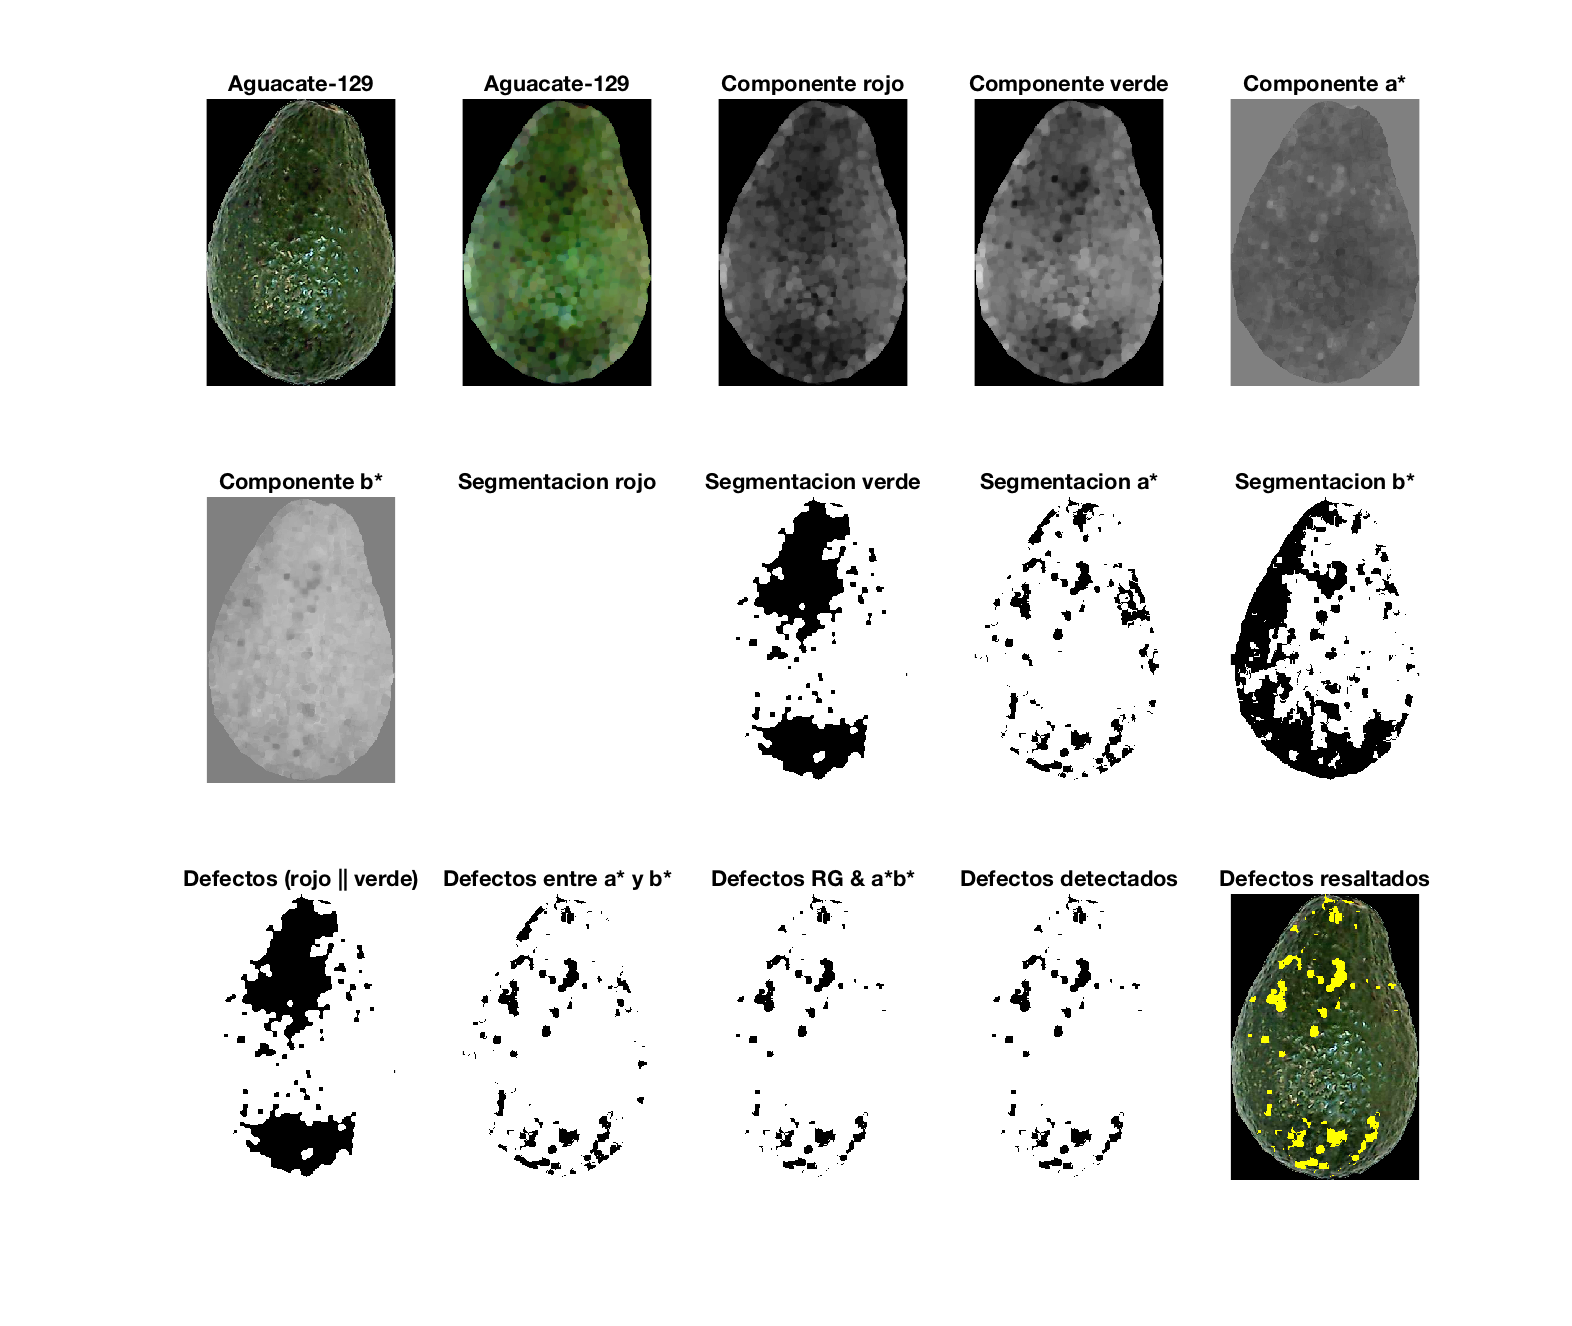 Aguacate-129
Aguacate-129
Componente rojo
Componente verde
Componente a*
Componente b*
Segmentacion rojo
Segmentacion verde
Segmentacion a*
Segmentacion b*
Defectos (rojo || verde)
Defectos entre a* y b*
Defectos RG & a*b*
Defectos detectados
Defectos resaltados